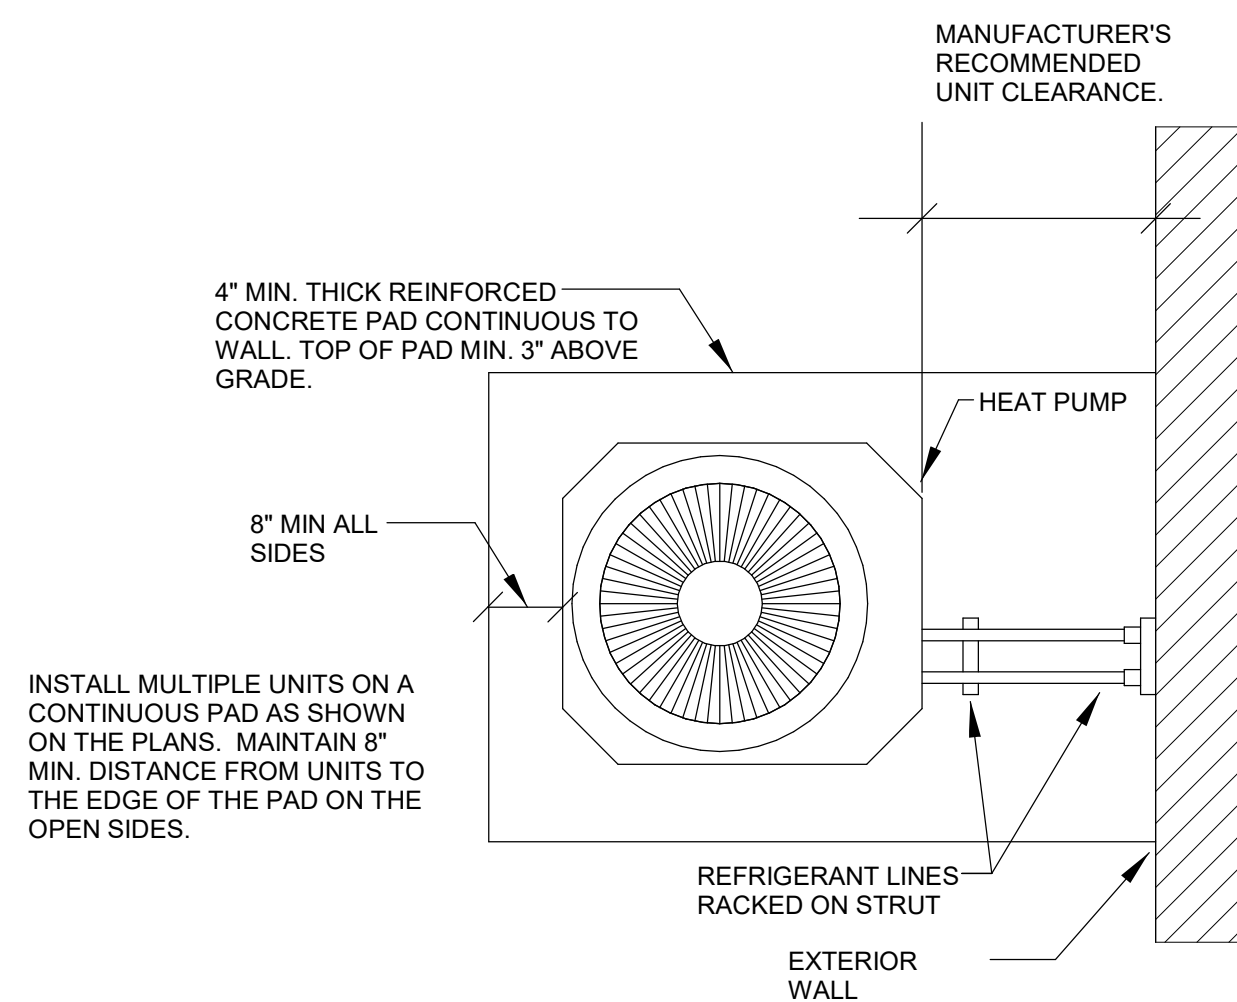 MANUFACTURER'S
RECOMMENDED
UNIT CLEARANCE.
4" MIN. THICK REINFORCED
CONCRETE PAD CONTINUOUS TO
WALL. TOP OF PAD MIN. 3" ABOVE
GRADE.
HEAT PUMP
8" MIN ALL
SIDES
INSTALL MULTIPLE UNITS ON A
CONTINUOUS PAD AS SHOWN
ON THE PLANS. MAINTAIN 8"
MIN. DISTANCE FROM UNITS TO
THE EDGE OF THE PAD ON THE
OPEN SIDES.
REFRIGERANT LINES
RACKED ON STRUT
EXTERIOR
WALL